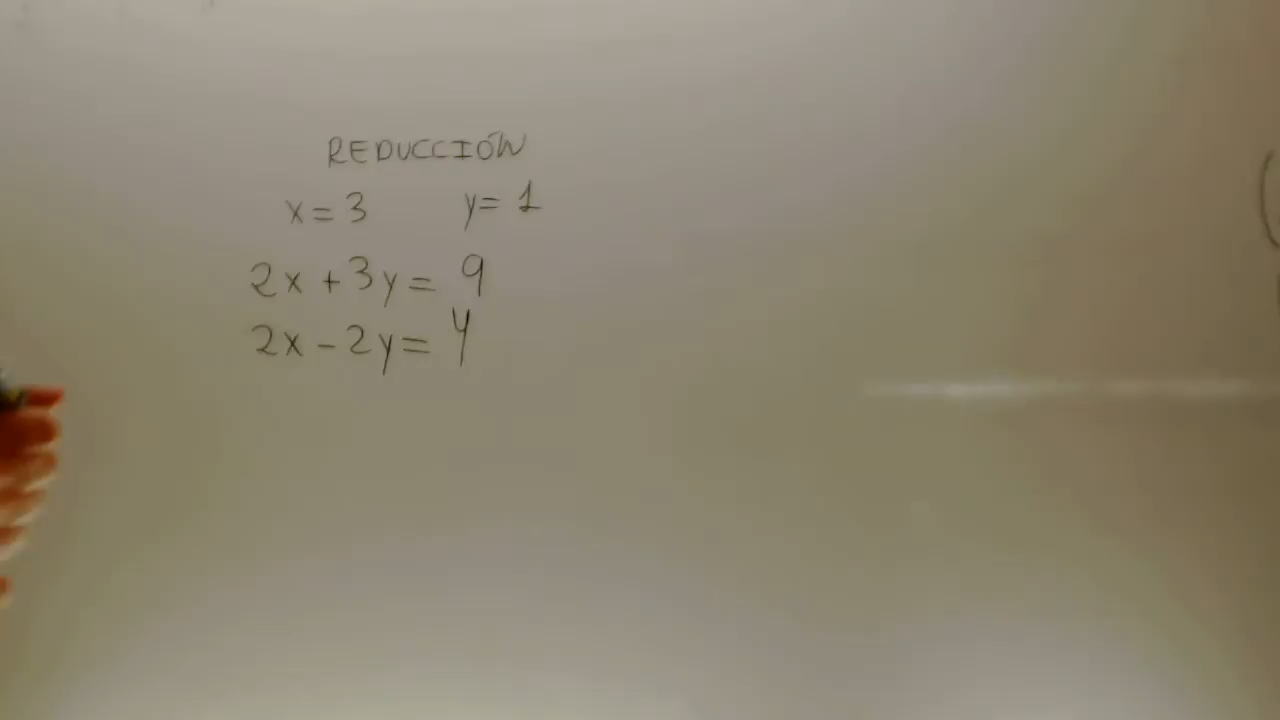 REDUCCIÓN
x = 3 y = 1
2x + 3y = 9
2x - 2y = 4